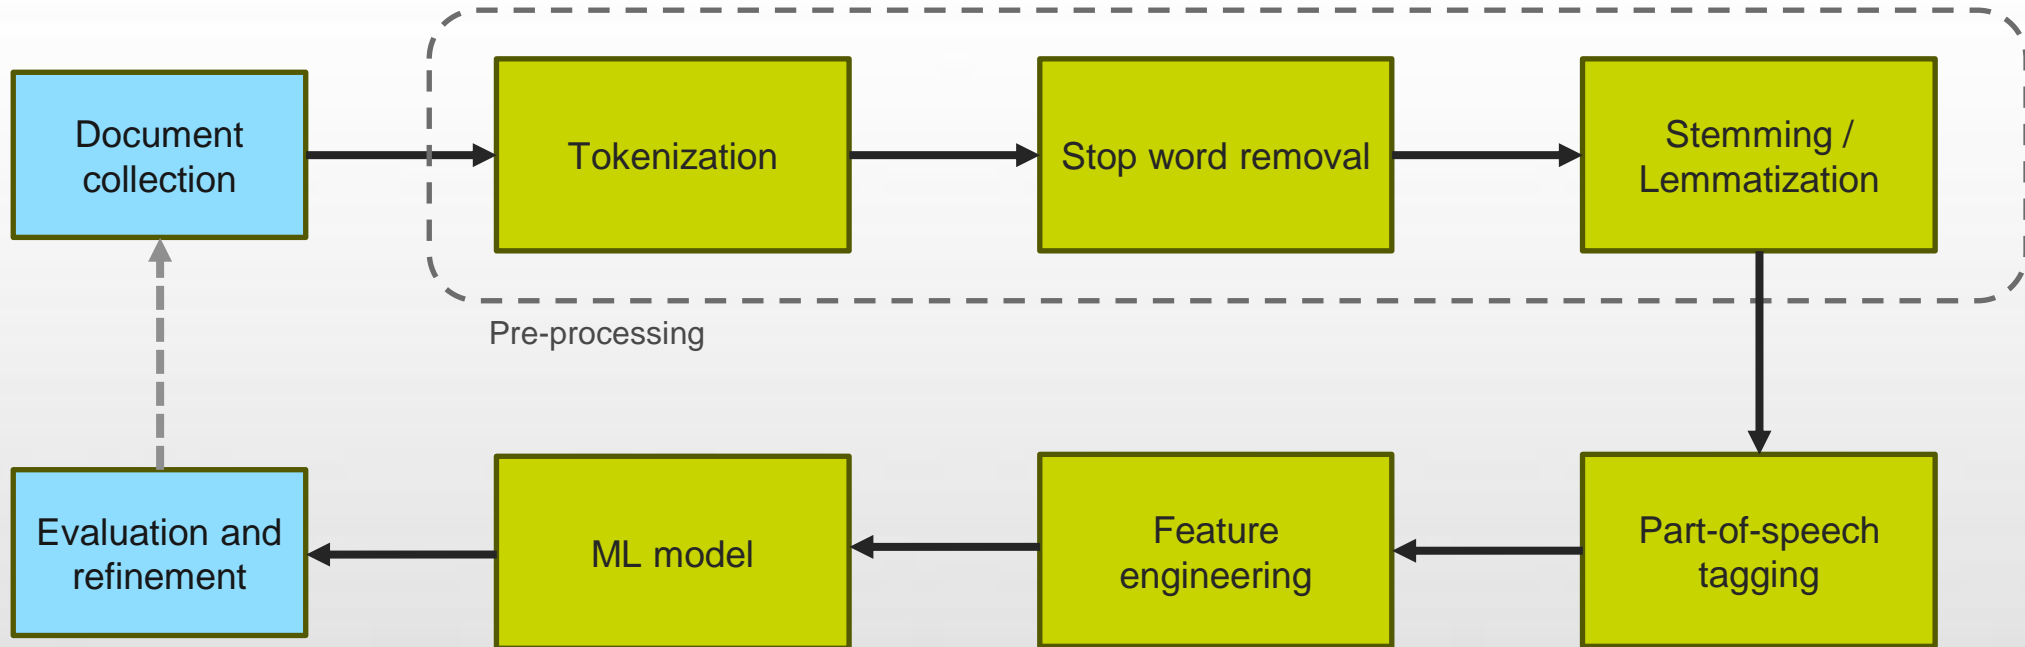 Document
collection
Tokenization
Stop word removal
Stemming /
Lemmatization
Pre-processing
Evaluation and
refinement
ML model
Feature
engineering
Part-of-speech
tagging